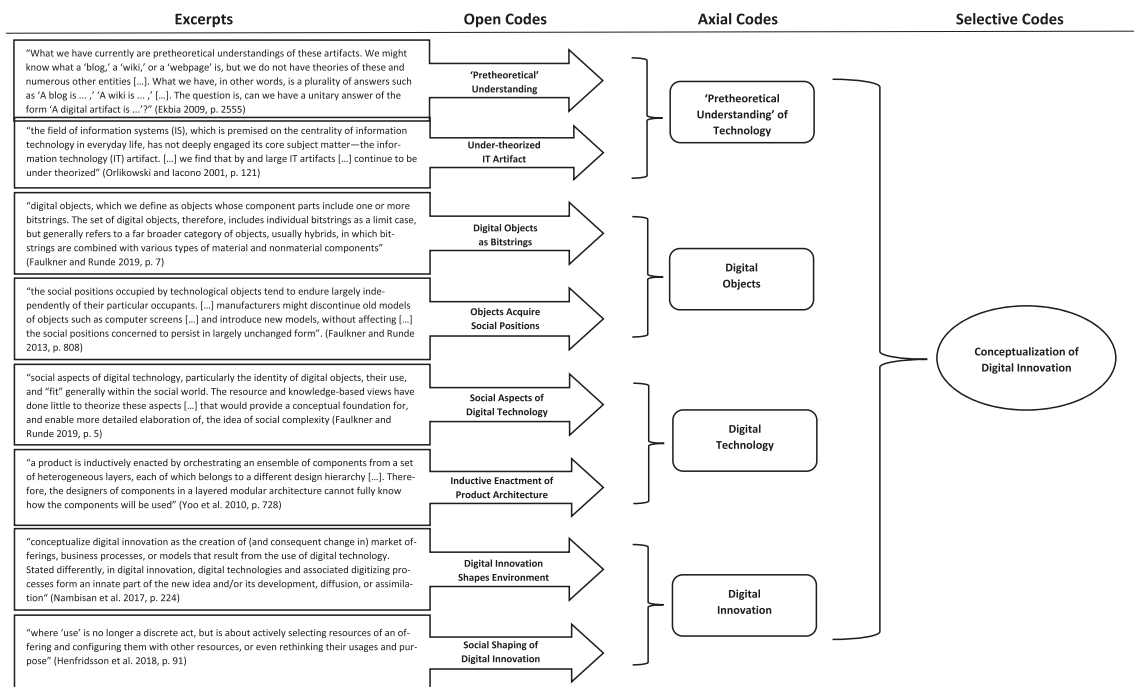 Excerpts
Open Codes
Axial Codes
Selective Codes
“What we have currently are pretheoretical understandings of these artifacts. We might
know what a ‘blog,’ a ‘wiki,’ or a ‘webpage’ is, but we do not have theories of these and
numerous other entities […]. What we have, in other words, is a plurality of answers such
as ‘A blog is ... ,’ ‘A wiki is ... ,’ […]. The question is, can we have a unitary answer of the
form ‘A digital artifact is ...’?” (Ekbia 2009, p. 2555)
‘Pretheoretical’
Understanding
“the field of information systems (IS), which is premised on the centrality of information
technology in everyday life, has not deeply engaged its core subject matter—the infor-
mation technology (IT) artifact. […] we find that by and large IT artifacts […] continue to be
under theorized” (Orlikowski and Iacono 2001, p. 121)
Under-theorized
IT Artifact
‘Pretheoretical
Understanding’ of
Technology
“digital objects, which we define as objects whose component parts include one or more
bitstrings. The set of digital objects, therefore, includes individual bitstrings as a limit case,
but generally refers to a far broader category of objects, usually hybrids, in which bit-
strings are combined with various types of material and nonmaterial components”
(Faulkner and Runde 2019, p. 7)
Digital Objects
as Bitstrings
“the social positions occupied by technological objects tend to endure largely inde-
pendently of their particular occupants. […] manufacturers might discontinue old models
of objects such as computer screens […] and introduce new models, without affecting […]
the social positions concerned to persist in largely unchanged form”. (Faulkner and Runde
2013, p. 808)
Objects Acquire
Social Positions
Digital
Objects
“social aspects of digital technology, particularly the identity of digital objects, their use,
and “fit” generally within the social world. The resource and knowledge-based views have
done little to theorize these aspects […] that would provide a conceptual foundation for,
and enable more detailed elaboration of, the idea of social complexity (Faulkner and
Runde 2019, p. 5)
Social Aspects of
Digital Technology
“a product is inductively enacted by orchestrating an ensemble of components from a set
of heterogeneous layers, each of which belongs to a different design hierarchy […]. There-
fore, the designers of components in a layered modular architecture cannot fully know
how the components will be used” (Yoo et al. 2010, p. 728)
Inductive Enactment of
Product Architecture
Digital
Technology
“conceptualize digital innovation as the creation of (and consequent change in) market of-
ferings, business processes, or models that result from the use of digital technology.
Stated differently, in digital innovation, digital technologies and associated digitizing pro-
cesses form an innate part of the new idea and/or its development, diffusion, or assimila-
tion“ (Nambisan et al. 2017, p. 224)
Digital Innovation
Shapes Environment
“where ‘use’ is no longer a discrete act, but is about actively selecting resources of an of-
fering and configuring them with other resources, or even rethinking their usages and pur-
pose” (Henfridsson et al. 2018, p. 91)
Social Shaping of
Digital Innovation
Digital
Innovation
Conceptualization of
Digital Innovation